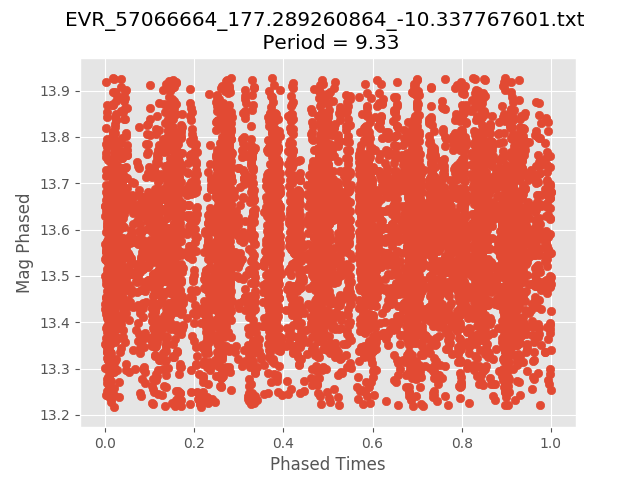 EVR_57066664_177.289260864_-10.337767601.txt
Period = 9.33
13.9
13.8
13.7
13.6
13.5
13.4
13.3
13.2
Mag Phased
0.0 0.2 0.4 0.6 0.8 1.0
Phased Times